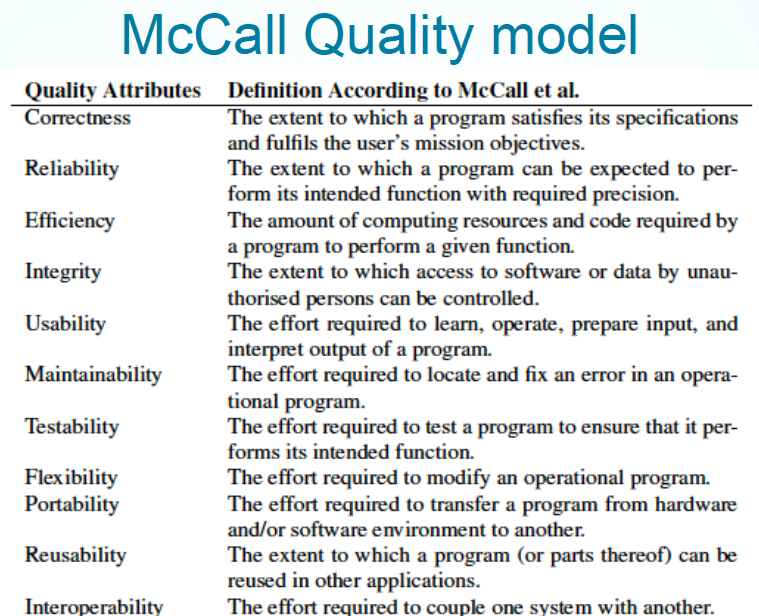 McCall Quality model
Quality Attributes Definition According to McCall et al.
Correctness The extent to which a program satisfies its specifications
and fulfils the user's mission objectives.
Reliability The extent to which a program can be expected to per-
form its intended function with required precision.
Efficiency The amount of computing resources and code required by
a program to perform a given function.
Integrity The extent to which access to software or data by unau-
thorised persons can be controlled.
Usability The effort required to learn, operate, prepare input, and
interpret output of a program.
Maintainability The effort required to locate and fix an error in an opera-
tional program.
Testability The effort required to test a program to ensure that it per-
forms its intended function.
Flexibility The effort required to modify an operational program.
Portability The effort required to transfer a program from hardware
and/or software environment to another.
Reusability The extent to which a program (or parts thereof) can be
reused in other applications.
Interoperability The effort required to couple one system with another.